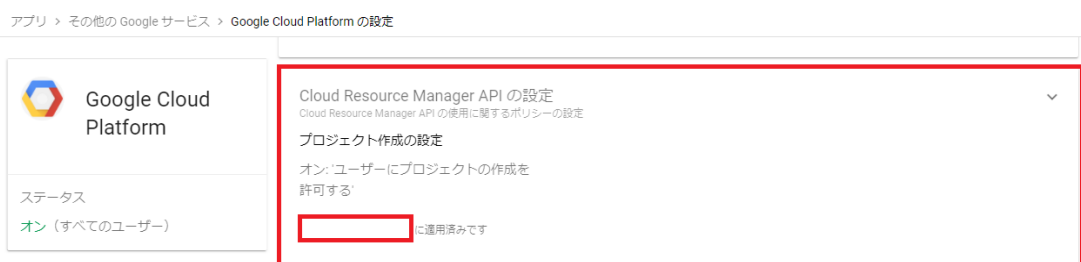 アプリ > その他の Google サービス > Google Cloud Platform の設定
Google Cloud
Platform
ステータス
オン（すべてのユーザー）
Cloud Resource Manager API の設定
Cloud Resource Manager API の使用に関するポリシーの設定
プロジェクト作成の設定
オン: 'ユーザーにプロジェクトの作成を
許可する'
に適用済みです